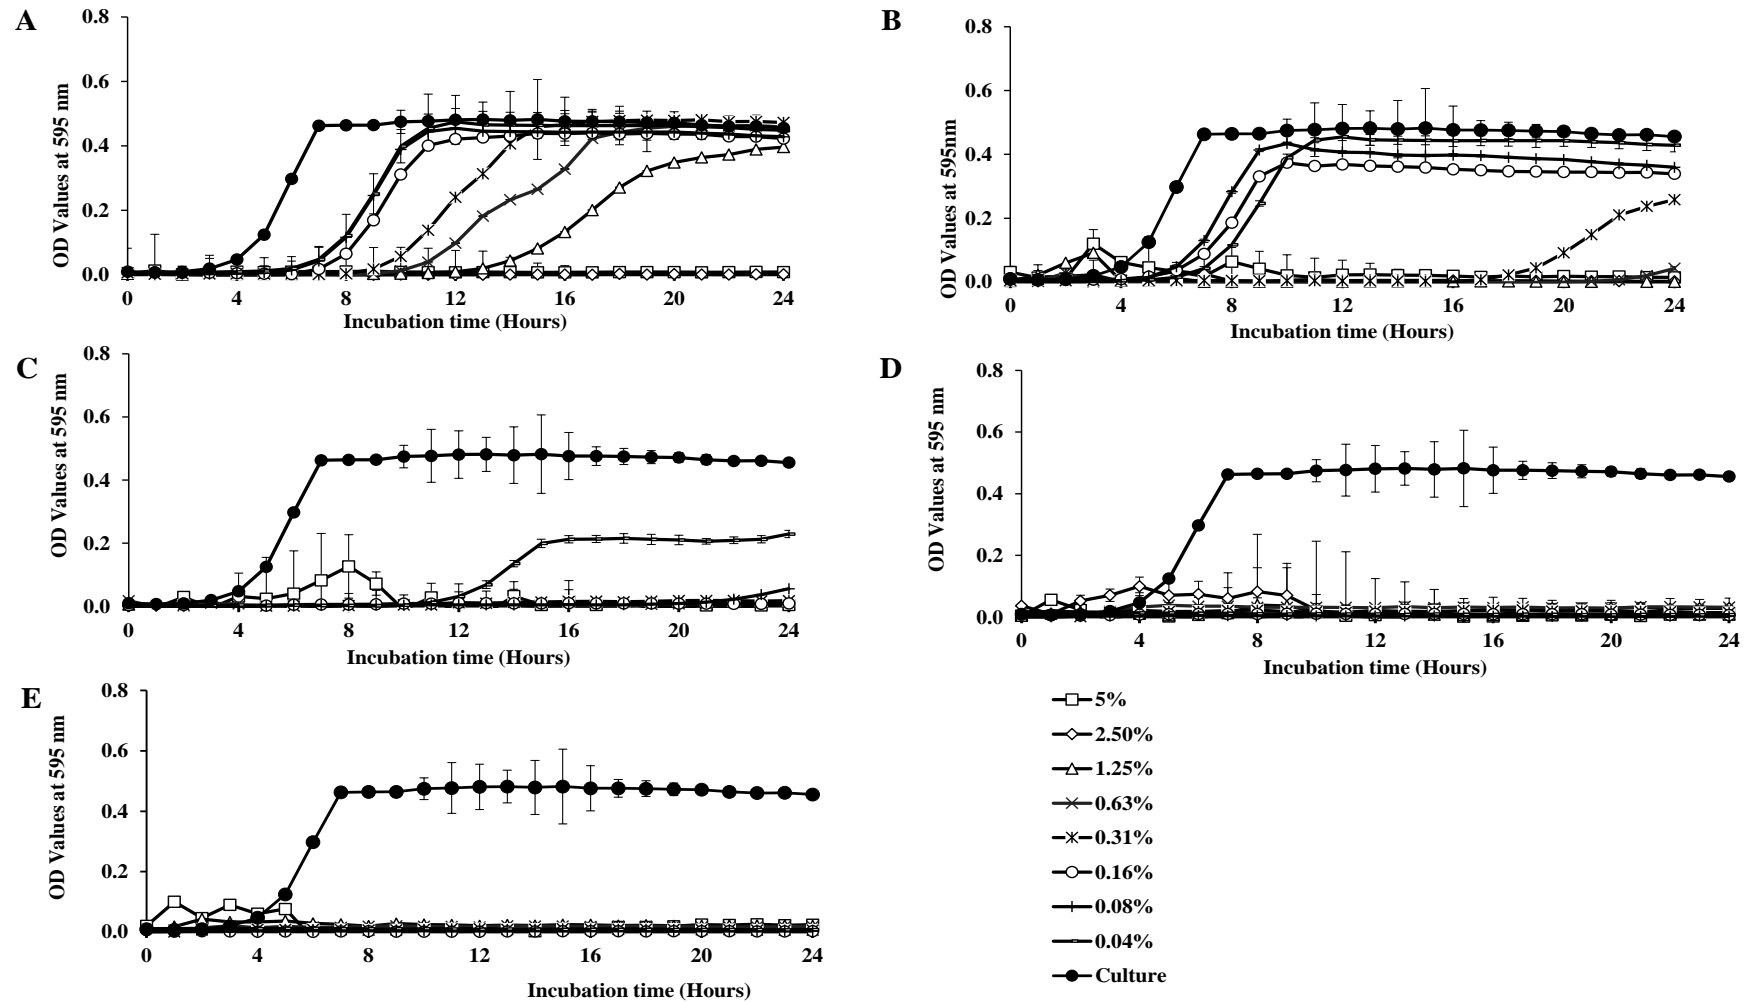 A
0.8
0.6
0.4
0.2
0.0
OD Values at 595 nm
0 4 8 12 16 20 24
Incubation time (Hours)
B
0.8
0.6
0.4
0.2
0.0
OD Values at 595nm
0 4 8 12 16 20 24
Incubation time (Hours)
C
0.8
0.6
0.4
0.2
0.0
OD Values at 595 nm
0 4 8 12 16 20 24
Incubation time (Hours)
D
0.8
0.6
0.4
0.2
0.0
OD Values at 595 nm
0 4 8 12 16 20 24
Incubation time (Hours)
E
0.8
0.6
0.4
0.2
0.0
OD Values at 595 nm
0 4 8 12 16 20 24
Incubation time (Hours)
5%
2.50%
1.25%
0.63%
0.31%
0.16%
0.08%
0.04%
Culture